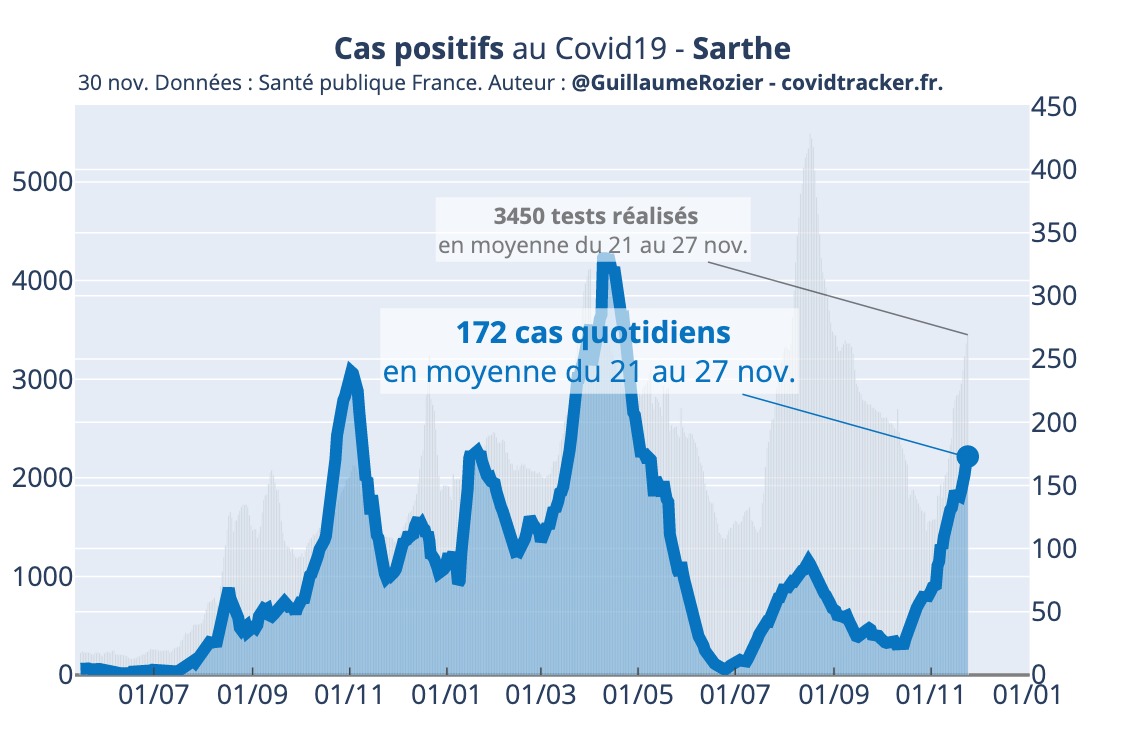 Cas positifs au Covid19 - Sarthe
30 nov. Données : Santé publique France. Auteur : @GuillaumeRozier - covidtracker.fr.
450
5000
400
3450 tests réalisés
en moyenne du 21 au 27 nov.
350
4000
300
172 cas quotidiens
en moyenne du 21 au 27 nov.
3000
250
200
2000
150
1000
100
50
0
0
01/07 01/09 01/11 01/01 01/03 01/05 01/07 01/09 01/11 01/01